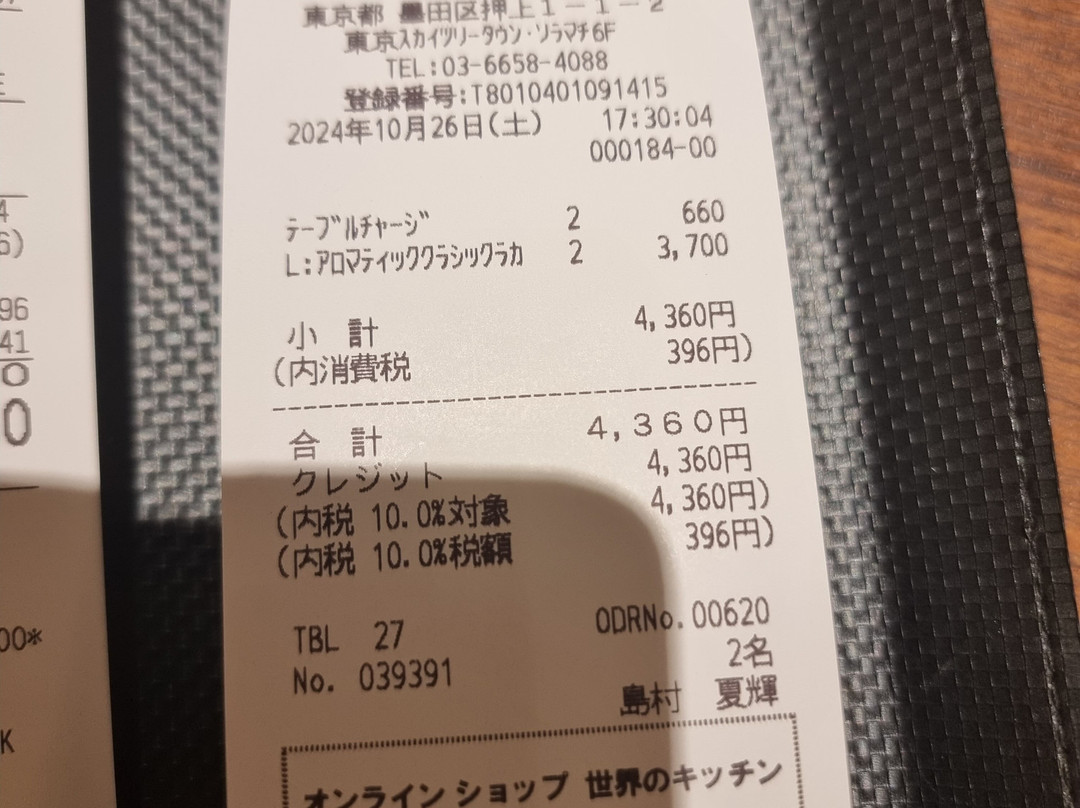 東京都 墨田区押上1-1-2
東京スカイツリータウン・ソラマチ6F
TEL:03-6658-4088
登録番号:T8010401091415
2024年10月26日(土) 17:30:04
000184-00
テーブルチャージ 2 660
L:アロマティッククラシックラカ 2 3,700
小 計 4,360円
(内消費税 396円)
合 計 4,360円
クレジット 4,360円
(内税 10.0%対象 4,360円)
(内税 10.0%税額 396円)
TBL 27 ODRNo.00620
No. 039391 2名
島村 夏輝
オンラインショップ 世界のキッチン
4
6)
96
41
0
0
00*
K